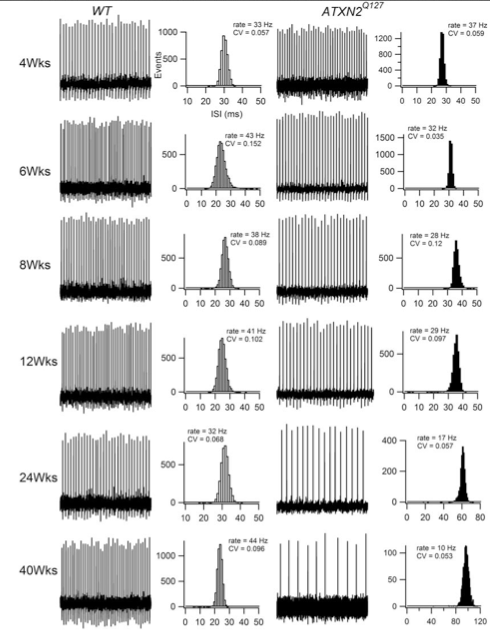 WT
ATXN2Q127
4Wks
rate = 33 Hz
CV = 0.057
1000
500
0
Events
10 20 30 40 50
ISI (ms)
rate = 37 Hz
CV = 0.059
1200
800
400
0
0 10 20 30 40 50
6Wks
rate = 43 Hz
CV = 0.152
500
0
0 10 20 30 40 50
rate = 32 Hz
CV = 0.035
1500
1000
500
0
0 10 20 30 40 50
8Wks
rate = 38 Hz
CV = 0.089
500
0
0 10 20 30 40 50
rate = 28 Hz
CV = 0.12
500
0
0 10 20 30 40 50
12Wks
rate = 41 Hz
CV = 0.102
500
0
0 10 20 30 40 50
rate = 29 Hz
CV = 0.097
500
0
0 10 20 30 40 50
24Wks
rate = 32 Hz
CV = 0.068
500
0
10 20 30 40 50
rate = 17 Hz
CV = 0.057
400
200
0
0 20 40 60 80
40Wks
rate = 44 Hz
CV = 0.096
1000
500
0
0 10 20 30 40 50
rate = 10 Hz
CV = 0.053
100
50
0
0 40 80 120